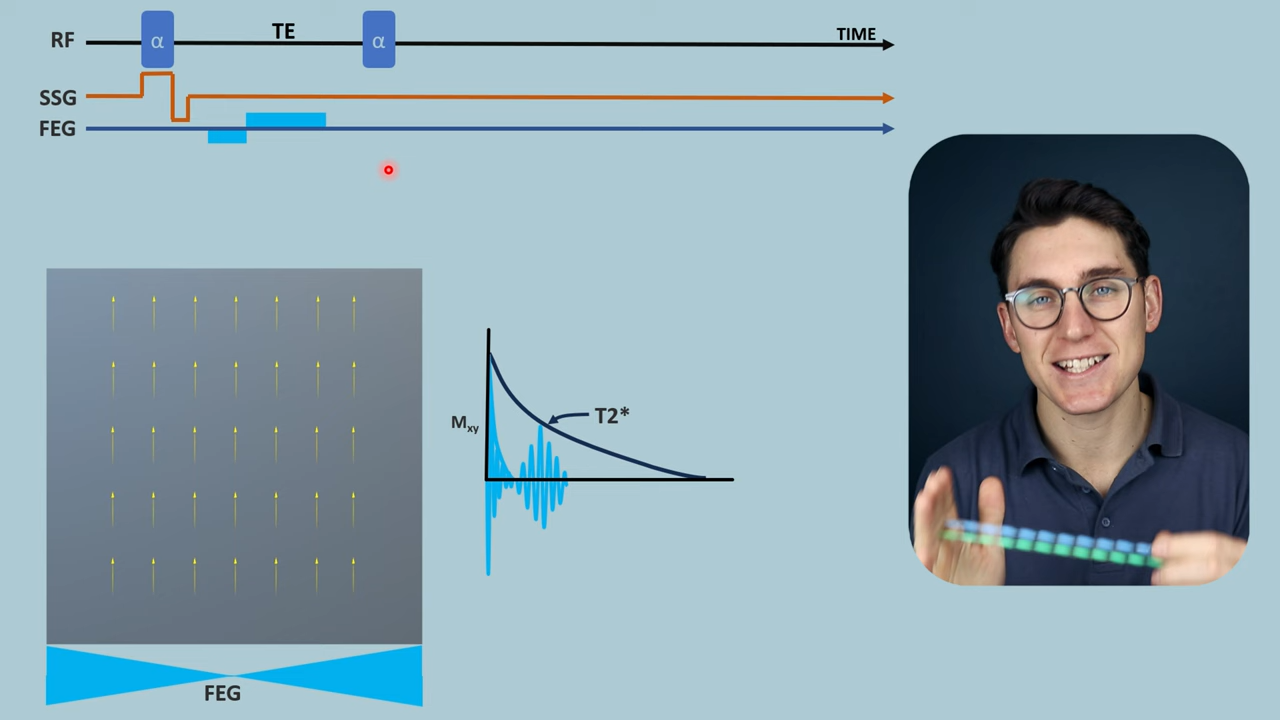 RF α TE α TIME
SSG
FEG
T2*
Mxy
FEG